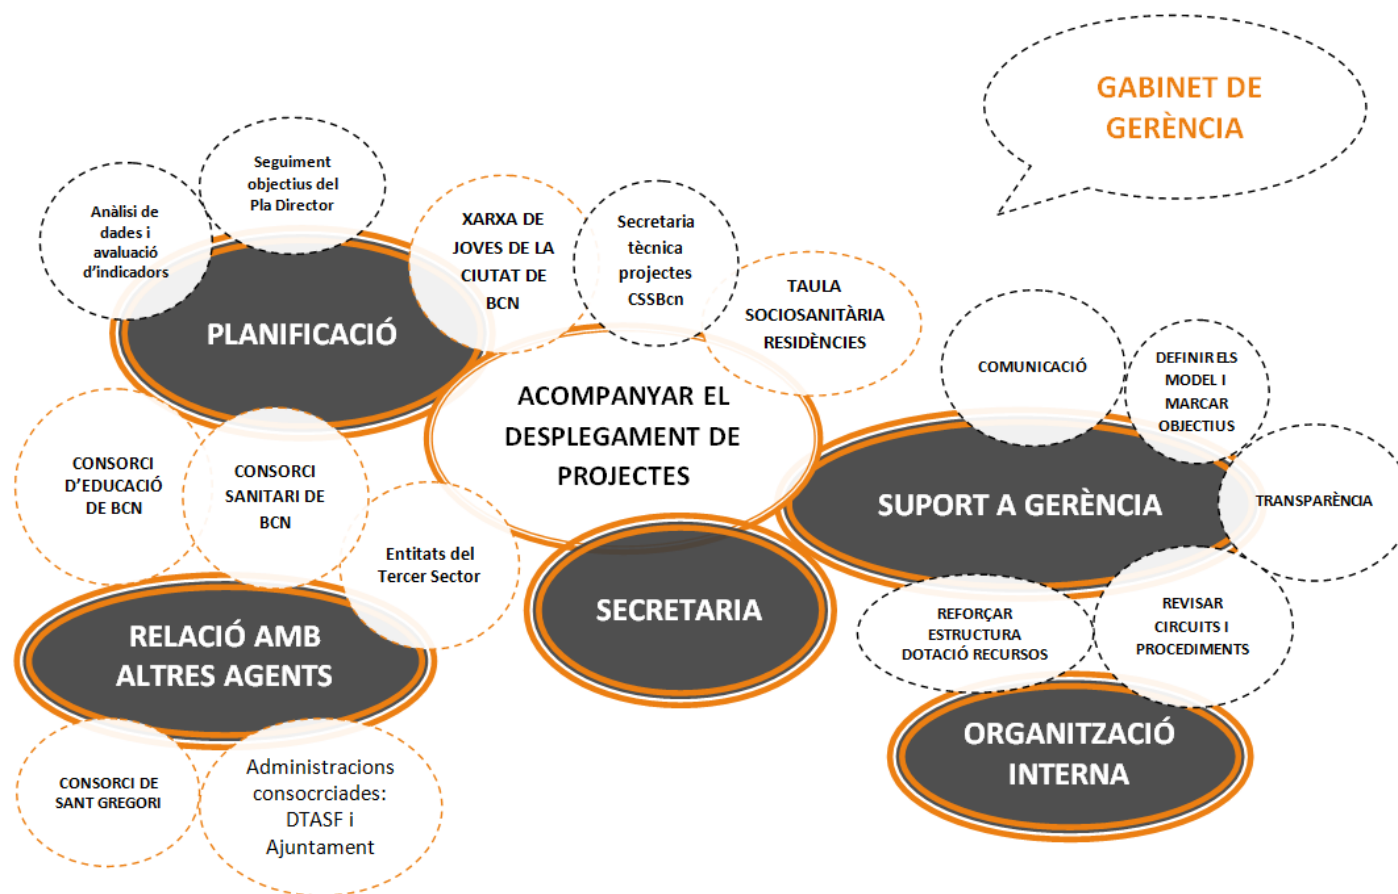 GABINET DE
GERÈNCIA
Seguiment
objectius del
Pla Director
Anàlisi de
dades i
avaluació
d'indicadors
XARXA DE
JOVES DE LA
CIUTAT DE
BCN
Secretaria
tècnica
projectes
CSSBcn
TAULA
SOCIOSANITÀRIA
RESIDÈNCIES
PLANIFICACIÓ
ACOMPANYAR EL
DESPLEGAMENT DE
PROJECTES
COMUNICACIÓ
DEFINIR ELS
MODEL I
MARCAR
OBJECTIUS
TRANSPARÈNCIA
SUPORT A GERÈNCIA
CONSORCI
D'EDUCACIÓ
DE BCN
CONSORCI
SANITARI DE
BCN
Entitats del
Tercer Sector
SECRETARIA
REFORÇAR
ESTRUCTURA
DOTACIÓ RECURSOS
REVISAR
CIRCUITS I
PROCEDIMENTS
RELACIÓ AMB
ALTRES AGENTS
ORGANITZACIÓ
INTERNA
CONSORCI DE
SANT GREGORI
Administracions
consocrciades:
DTASF i
Ajuntament